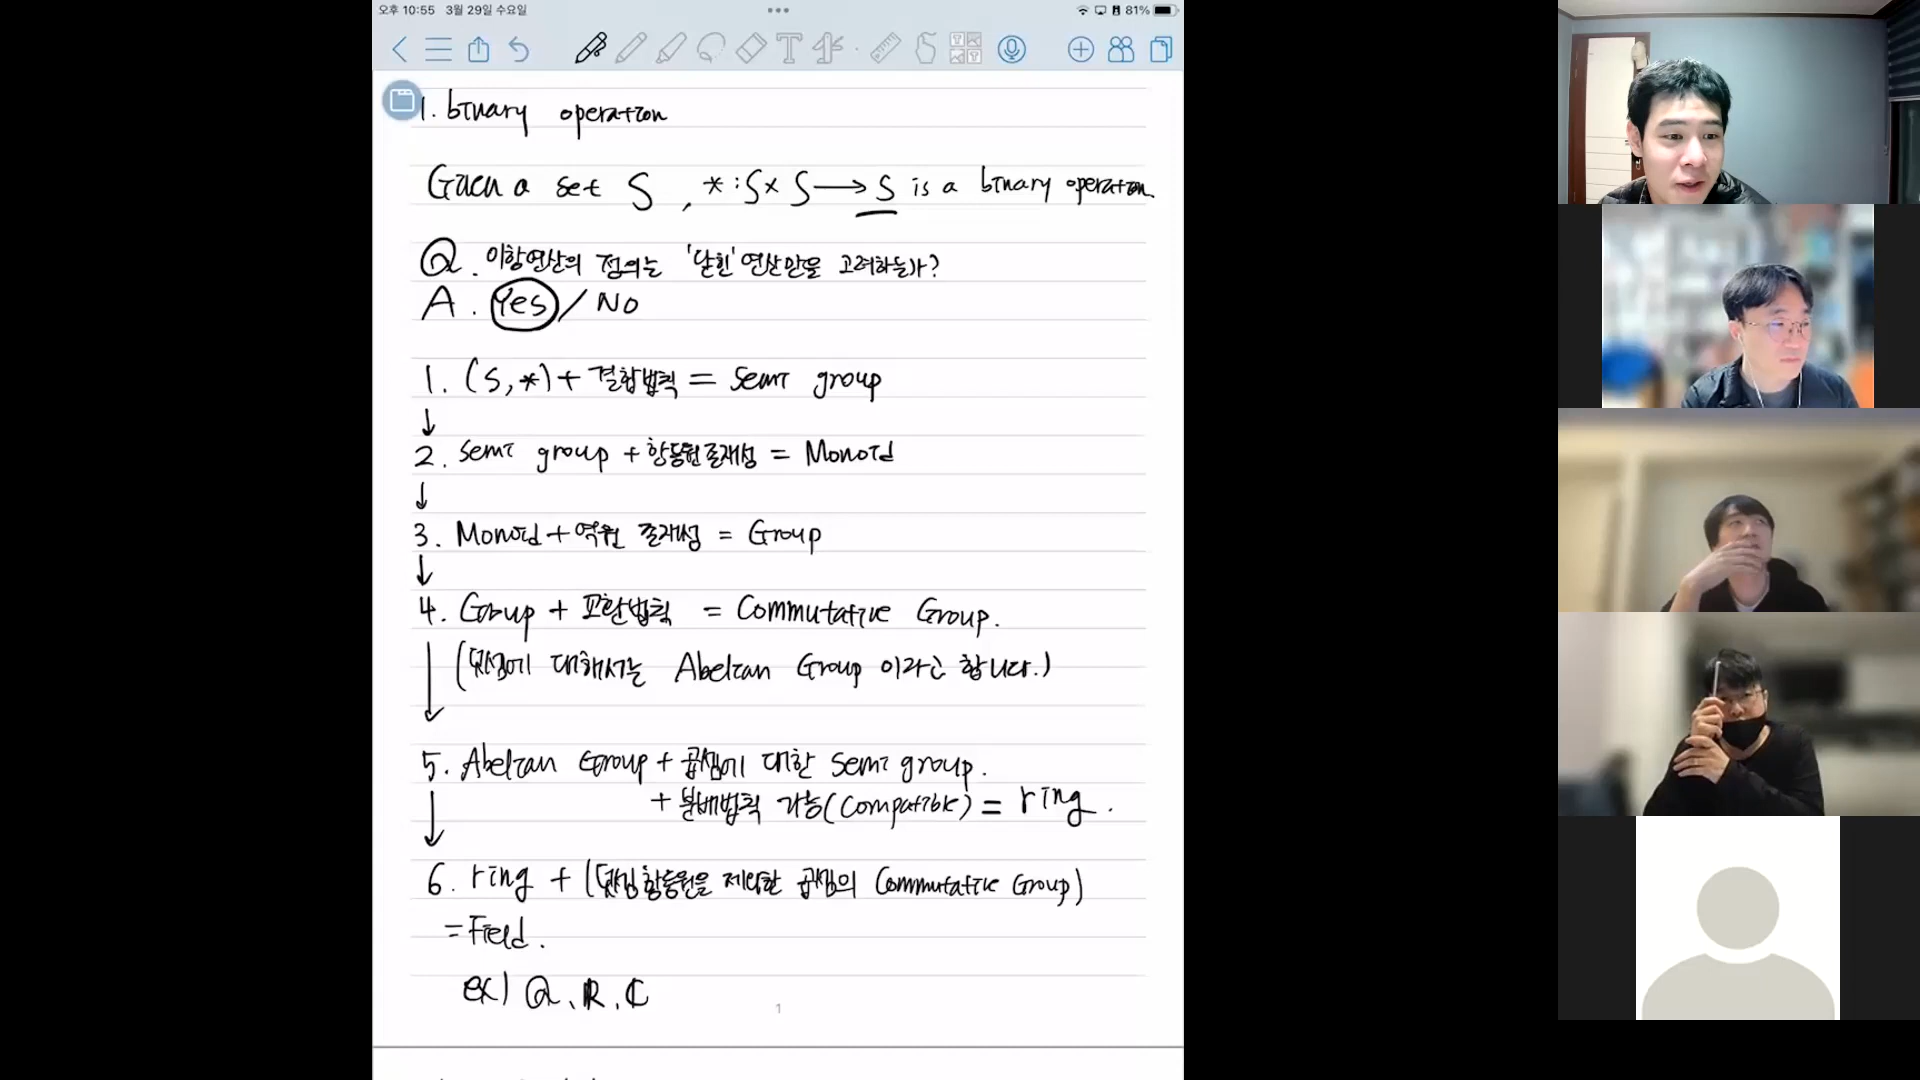 오후 10:55 3월 29일 수요일
81%
1. binary operation
Given a set S, *: S × S → S is a binary operation
Q. 이항연산의 정의는 '닫힌' 연산만을 고려하는가?
A. Yes / No
1. (S, *) + 결합법칙 = Semi group
↓
2. Semi group + 항등원 존재성 = Monoid
↓
3. Monoid + 역원 존재성 = Group
↓
4. Group + 교환법칙 = Commutative Group.
↓ (덧셈에 대해서는 Abelian Group 이라고 합니다.)
5. Abelian Group + 곱셈에 대한 Semi group.
↓ + 분배법칙 가능(Compatible) = ring.
6. ring + (덧셈 항등원을 제외한 곱셈의 Commutative Group)
= Field.
ex) Q, R, C
1